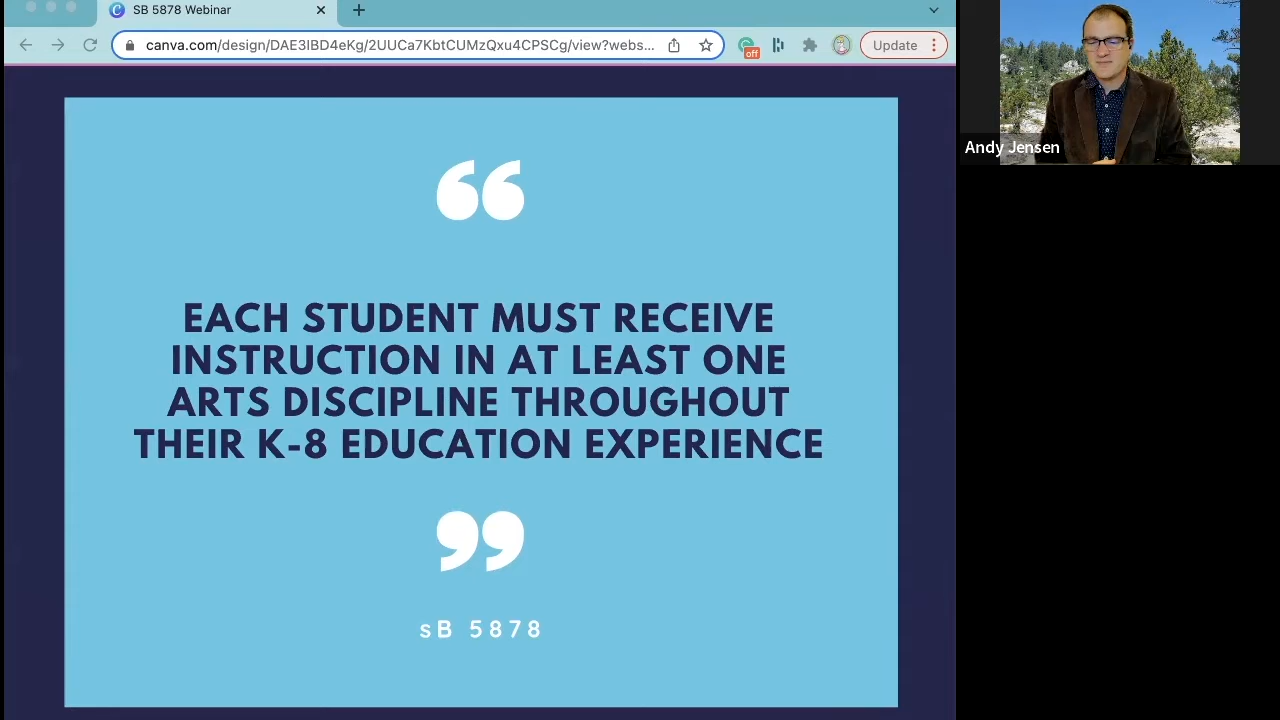 SB 5878 Webinar
canva.com/design/DAE3IBD4eKg/2UUCa7KbtCUMzQxu4CPSCg/view?webs...
off
Update
Andy Jensen
“
EACH STUDENT MUST RECEIVE
INSTRUCTION IN AT LEAST ONE
ARTS DISCIPLINE THROUGHOUT
THEIR K-8 EDUCATION EXPERIENCE
”
sB 5878